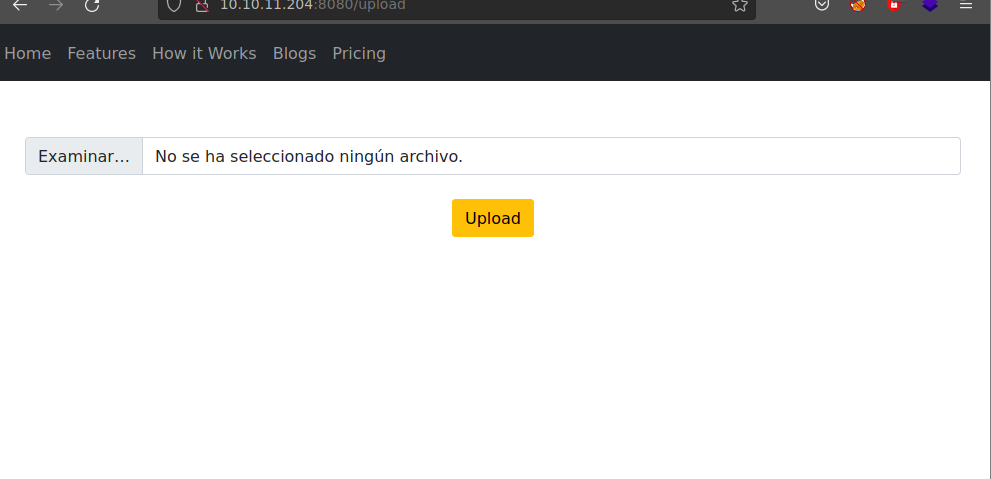 10.10.11.204:8080/upload
Home Features How it Works Blogs Pricing
Examinar... No se ha seleccionado ningún archivo.
Upload